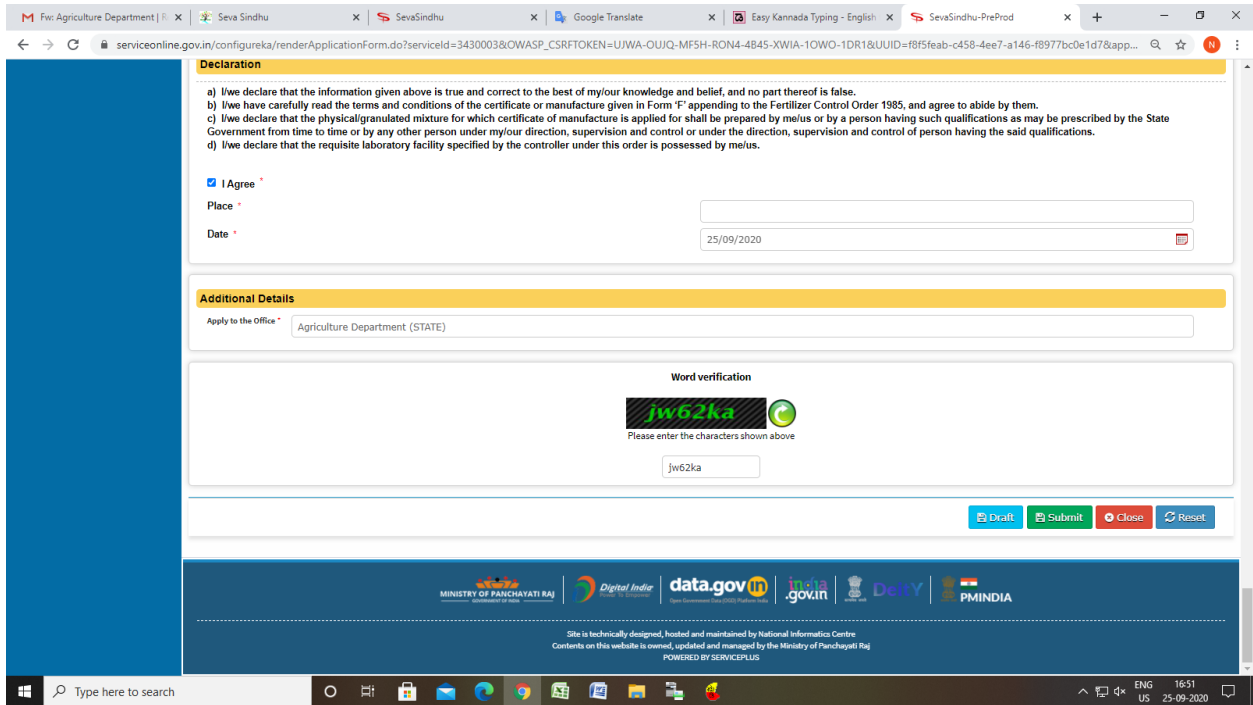 Fw: Agriculture Department | R
Seva Sindhu
SevaSindhu
Google Translate
Easy Kannada Typing - English
SevaSindhu-PreProd
serviceonline.gov.in/configureka/renderApplicationForm.do?serviceId=3430003&OWASP_CSRFTOKEN=UJWA-OUJQ-MF5H-RON4-4B45-XWIA-1OWO-1DR1&UUID=f8f5feab-c458-4ee7-a146-f8977bc0e1d7&app...
N
Declaration
a) I/we declare that the information given above is true and correct to the best of my/our knowledge and belief, and no part thereof is false.
b) I/we have carefully read the terms and conditions of the certificate or manufacture given in Form ‘F’ appending to the Fertilizer Control Order 1985, and agree to abide by them.
c) I/we declare that the physical/granulated mixture for which certificate of manufacture is applied for shall be prepared by me/us or by a person having such qualifications as may be prescribed by the State
Government from time to time or by any other person under my/our direction, supervision and control or under the direction, supervision and control of person having the said qualifications.
d) I/we declare that the requisite laboratory facility specified by the controller under this order is possessed by me/us.
I Agree *
Place *
Date *
25/09/2020
Additional Details
Apply to the Office *
Agriculture Department (STATE)
Word verification
jw62ka
Please enter the characters shown above
jw62ka
Draft
Submit
Close
Reset
MINISTRY OF PANCHAYATI RAJ
GOVERNMENT OF INDIA
Digital India
Power To Empower
data.gov in
Open Government Data (OGD) Platform India
india
.gov.in
DeitY
PMINDIA
Site is technically designed, hosted and maintained by National Informatics Centre
Contents on this website is owned, updated and managed by the Ministry of Panchayati Raj
POWERED BY SERVICEPLUS
Type here to search
ENG
US
16:51
25-09-2020